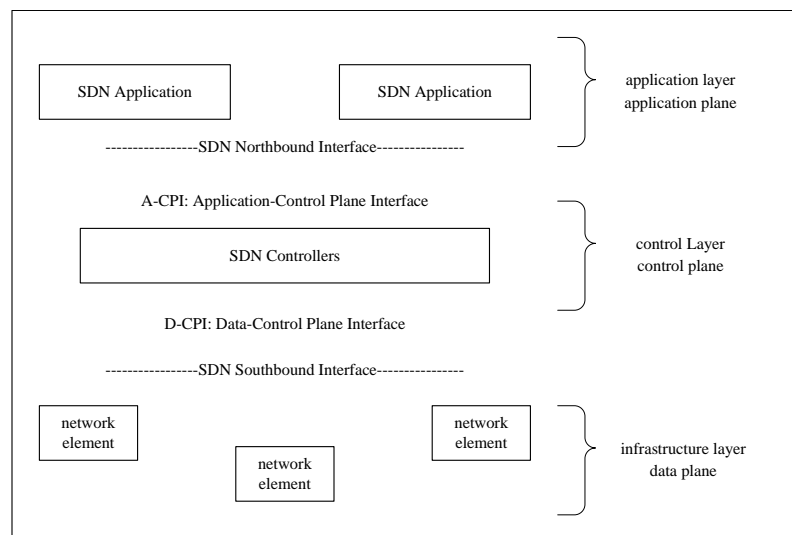 SDN Application
SDN Application
application layer
application plane
-----------------SDN Northbound Interface----------------
A-CPI: Application-Control Plane Interface
SDN Controllers
control Layer
control plane
D-CPI: Data-Control Plane Interface
-----------------SDN Southbound Interface----------------
network
element
network
element
network
element
infrastructure layer
data plane